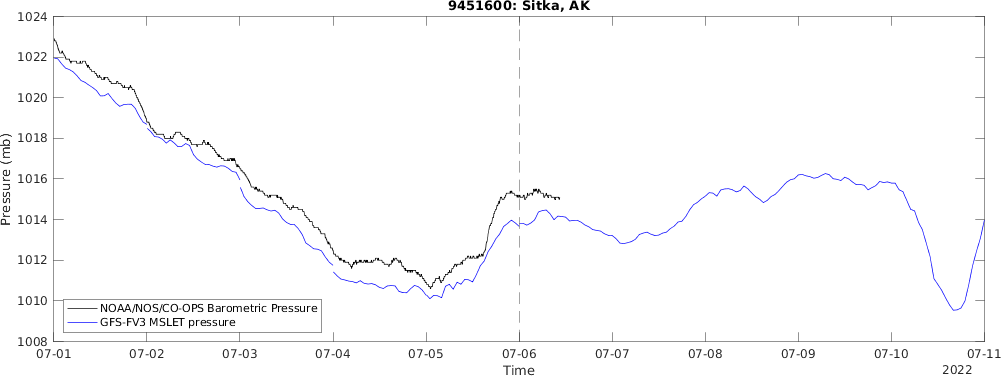 9451600: Sitka, AK
1024
1022
1020
1018
1016
1014
1012
1010
1008
Pressure (mb)
NOAA/NOS/CO-OPS Barometric Pressure
GFS-FV3 MSLET pressure
07-01 07-02 07-03 07-04 07-05 07-06 07-07 07-08 07-09 07-10 07-11
Time
2022